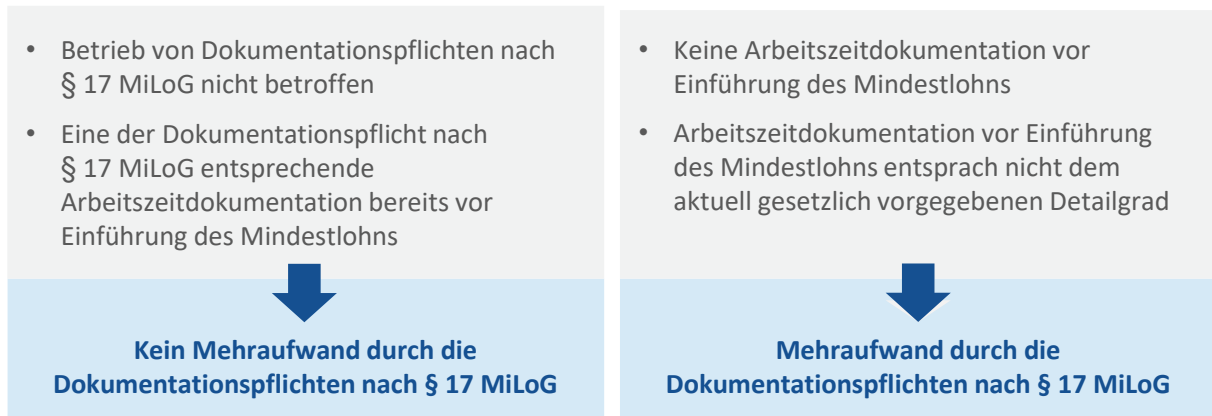 • Betrieb von Dokumentationspflichten nach
§ 17 MiLoG nicht betroffen
• Eine der Dokumentationspflicht nach
§ 17 MiLoG entsprechende
Arbeitszeitdokumentation bereits vor
Einführung des Mindestlohns
Kein Mehraufwand durch die
Dokumentationspflichten nach § 17 MiLoG
• Keine Arbeitszeitdokumentation vor
Einführung des Mindestlohns
• Arbeitszeitdokumentation vor Einführung
des Mindestlohns entsprach nicht dem
aktuell gesetzlich vorgegebenen Detailgrad
Mehraufwand durch die
Dokumentationspflichten nach § 17 MiLoG